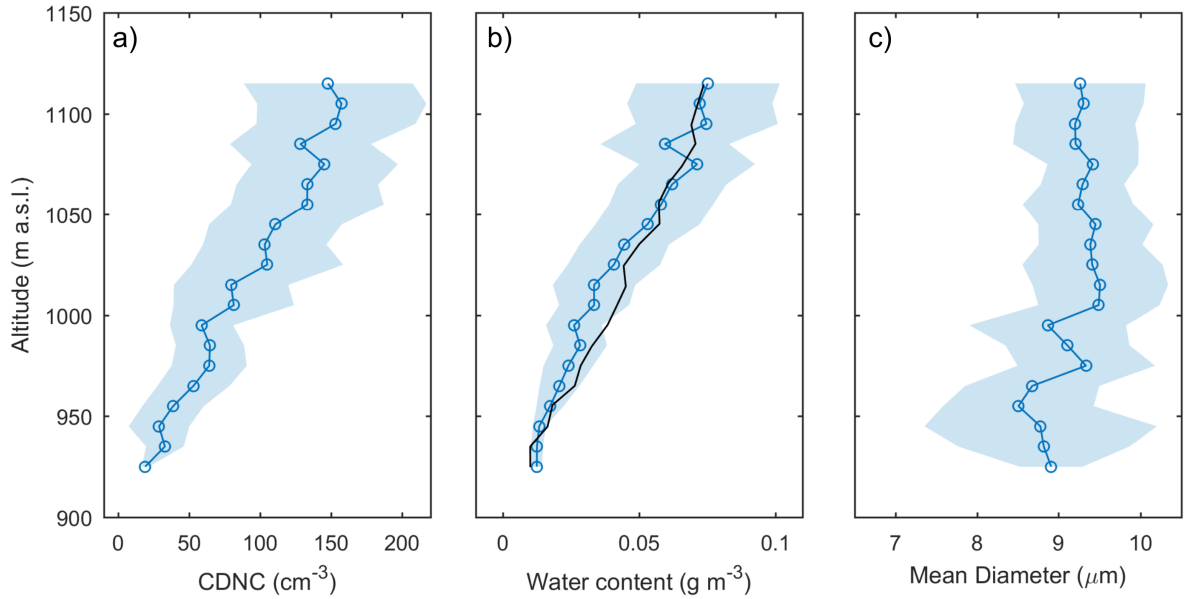 a)
b)
c)
1150
1100
1050
1000
950
900
Altitude (m a.s.l.)
0 50 100 150 200
0 0.05 0.1
7 8 9 10
CDNC (cm-3)
Water content (g m-3)
Mean Diameter (μm)